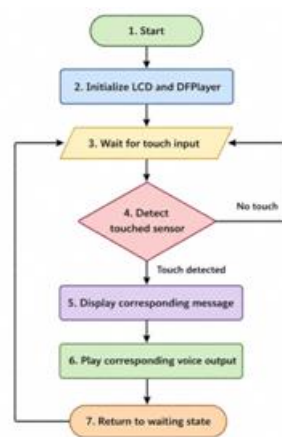 1. Start
2. Initialize LCD and DFPlayer
3. Wait for touch input
4. Detect
touched sensor
No touch
Touch detected
5. Display corresponding message
6. Play corresponding voice output
7. Return to waiting state